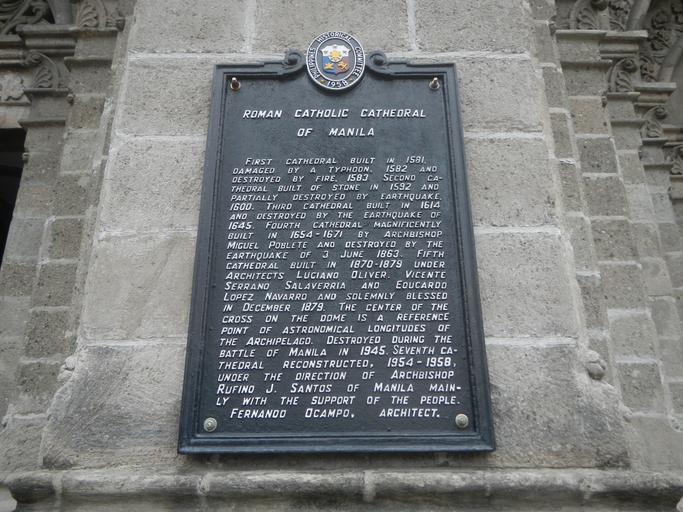 PHILIPPINES HISTORICAL COMMITTEE
1958
ROMAN CATHOLIC CATHEDRAL
OF MANILA
FIRST CATHEDRAL BUILT IN 1581,
DAMAGED BY A TYPHOON, 1582 AND
DESTROYED BY FIRE, 1583. SECOND CA-
THEDRAL BUILT OF STONE IN 1592 AND
PARTIALLY DESTROYED BY EARTHQUAKE,
1600. THIRD CATHEDRAL BUILT IN 1614
AND DESTROYED BY THE EARTHQUAKE OF
1645. FOURTH CATHEDRAL MAGNIFICENTLY
BUILT IN 1654-1671 BY ARCHBISHOP
MIGUEL POBLETE AND DESTROYED BY THE
EARTHQUAKE OF 3 JUNE 1863. FIFTH
CATHEDRAL BUILT IN 1870-1879 UNDER
ARCHITECTS LUCIANO OLIVER, VICENTE
SERRANO SALAVERRIA AND EDUCARDO
LOPEZ NAVARRO AND SOLEMNLY BLESSED
IN DECEMBER 1879. THE CENTER OF THE
CROSS ON THE DOME IS A REFERENCE
POINT OF ASTRONOMICAL LONGITUDES OF
THE ARCHIPELAGO. DESTROYED DURING THE
BATTLE OF MANILA IN 1945. SEVENTH CA-
THEDRAL RECONSTRUCTED, 1954-1958,
UNDER THE DIRECTION OF ARCHBISHOP
RUFINO J. SANTOS OF MANILA MAIN-
LY WITH THE SUPPORT OF THE PEOPLE.
FERNANDO OCAMPO, ARCHITECT.